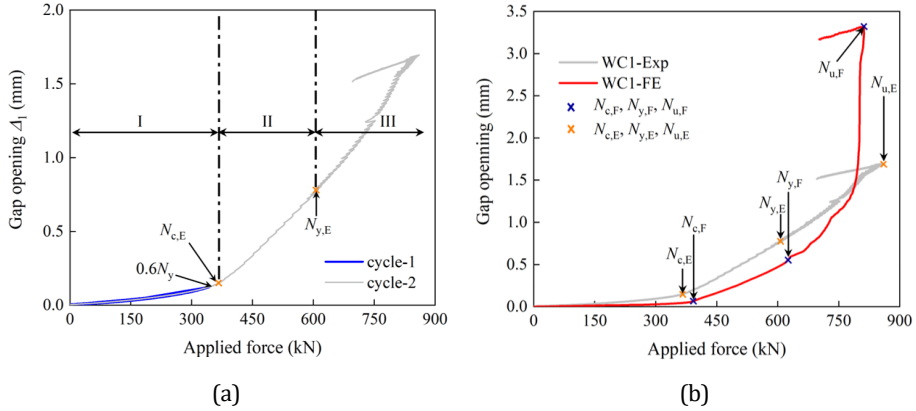 (a)
2.0
1.5
1.0
0.5
0.0
Gap opening Δ1 (mm)
I
II
III
Nc,E
0.6Ny
Ny,E
cycle-1
cycle-2
0
150
300
450
600
750
900
Applied force (kN)
(a)
(b)
3.5
3.0
2.5
2.0
1.5
1.0
0.5
0.0
Gap openning (mm)
WC1-Exp
WC1-FE
Nc,F, Ny,F, Nu,F
Nc,E, Ny,E, Nu,E
Nu,F
Nu,E
Ny,F
Ny,E
Nc,F
Nc,E
0
150
300
450
600
750
900
Applied force (kN)
(b)